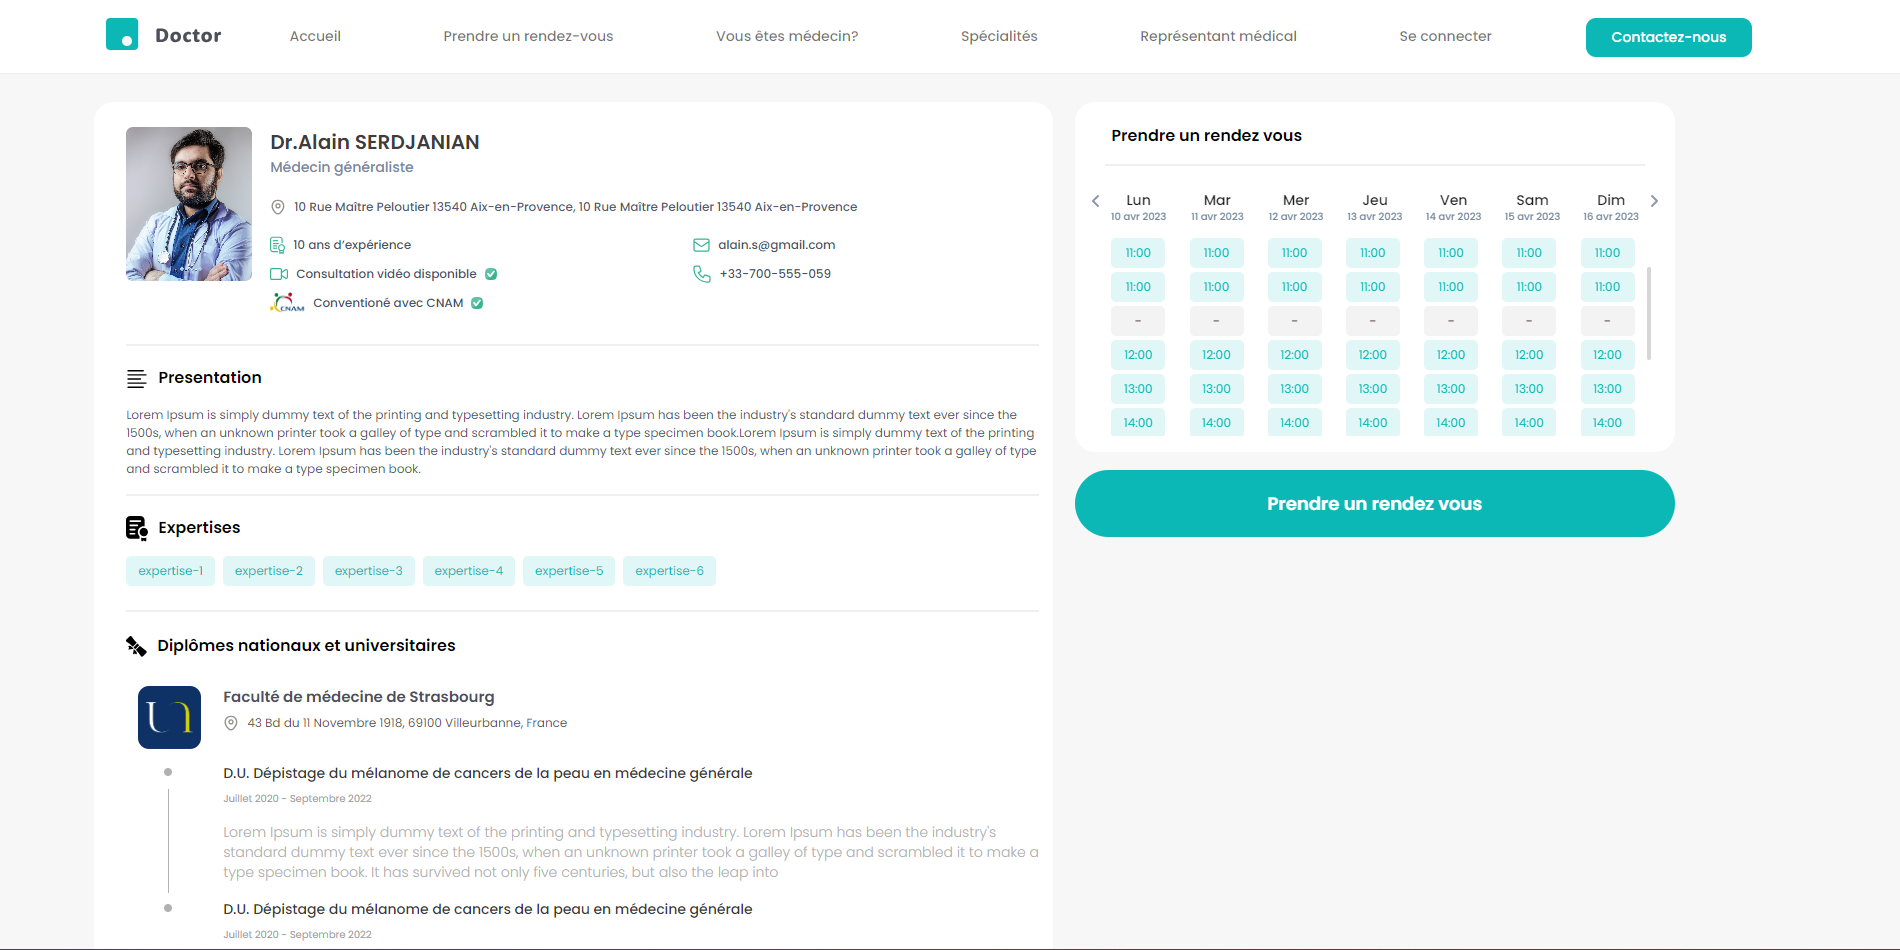 Doctor
Accueil
Prendre un rendez-vous
Vous êtes médecin?
Spécialités
Représentant médical
Se connecter
Contactez-nous
Dr.Alain SERDJANIAN
Médecin généraliste
10 Rue Maître Peloutier 13540 Aix-en-Provence, 10 Rue Maître Peloutier 13540 Aix-en-Provence
10 ans d'expérience
alain.s@gmail.com
Consultation vidéo disponible
+33-700-555-059
CNAM
Conventioné avec CNAM
Presentation
Lorem Ipsum is simply dummy text of the printing and typesetting industry. Lorem Ipsum has been the industry's standard dummy text ever since the
1500s, when an unknown printer took a galley of type and scrambled it to make a type specimen book.Lorem Ipsum is simply dummy text of the printing
and typesetting industry. Lorem Ipsum has been the industry's standard dummy text ever since the 1500s, when an unknown printer took a galley of type
and scrambled it to make a type specimen book.
Expertises
expertise-1 expertise-2 expertise-3 expertise-4 expertise-5 expertise-6
Diplômes nationaux et universitaires
Faculté de médecine de Strasbourg
43 Bd du 11 Novembre 1918, 69100 Villeurbanne, France
D.U. Dépistage du mélanome de cancers de la peau en médecine générale
Juillet 2020 - Septembre 2022
Lorem Ipsum is simply dummy text of the printing and typesetting industry. Lorem Ipsum has been the industry's
standard dummy text ever since the 1500s, when an unknown printer took a galley of type and scrambled it to make a
type specimen book. It has survived not only five centuries, but also the leap into
D.U. Dépistage du mélanome de cancers de la peau en médecine générale
Juillet 2020 - Septembre 2022
Prendre un rendez vous
Lun Mar Mer Jeu Ven Sam Dim
10 avr 2023 11 avr 2023 12 avr 2023 13 avr 2023 14 avr 2023 15 avr 2023 16 avr 2023
11:00 11:00 11:00 11:00 11:00 11:00 11:00
11:00 11:00 11:00 11:00 11:00 11:00 11:00
- - - - - - -
12:00 12:00 12:00 12:00 12:00 12:00 12:00
13:00 13:00 13:00 13:00 13:00 13:00 13:00
14:00 14:00 14:00 14:00 14:00 14:00 14:00
Prendre un rendez vous